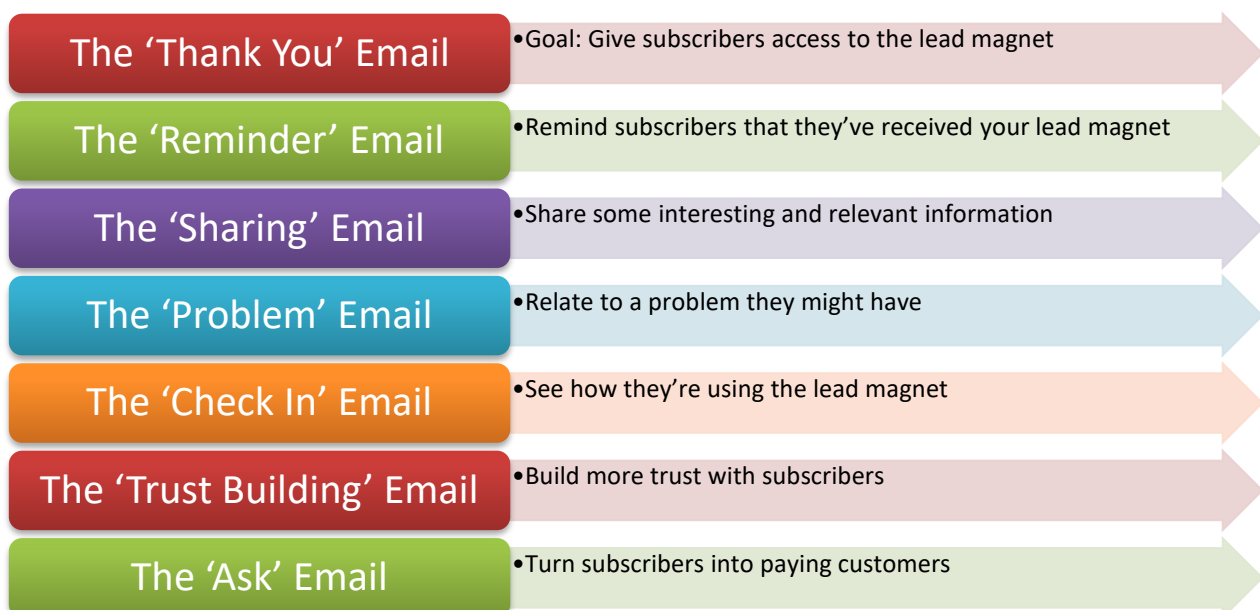 The ‘Thank You’ Email
•Goal: Give subscribers access to the lead magnet
The ‘Reminder’ Email
•Remind subscribers that they’ve received your lead magnet
The ‘Sharing’ Email
•Share some interesting and relevant information
The ‘Problem’ Email
•Relate to a problem they might have
The ‘Check In’ Email
•See how they’re using the lead magnet
The ‘Trust Building’ Email
•Build more trust with subscribers
The ‘Ask’ Email
•Turn subscribers into paying customers